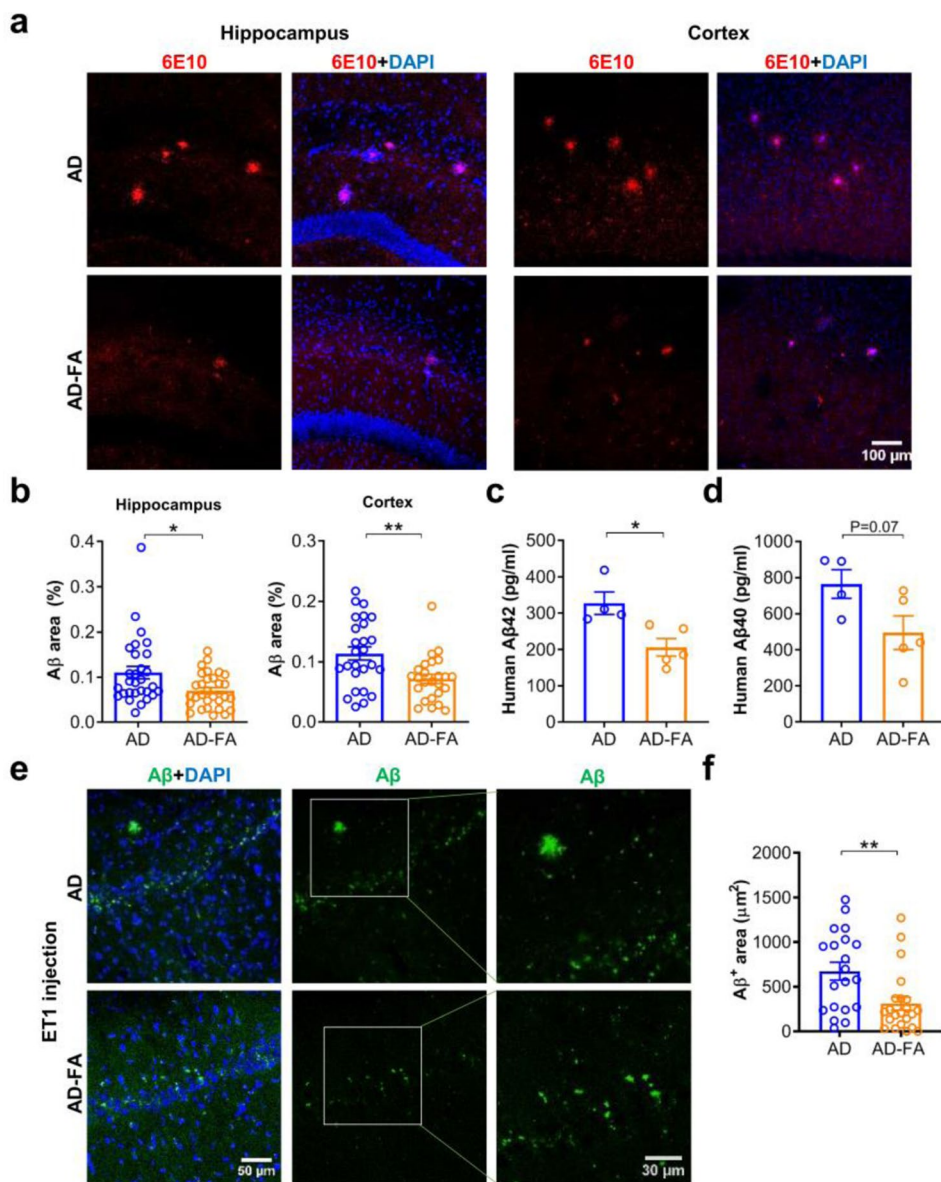 a
Hippocampus
Cortex
6E10
6E10+DAPI
6E10
6E10+DAPI
AD
AD-FA
100 µm
b
Hippocampus
Aβ area (%)
0.4
0.3
0.2
0.1
0.0
*
AD
AD-FA
Cortex
Aβ area (%)
0.3
0.2
0.1
0.0
**
AD
AD-FA
c
Human Aβ42 (pg/ml)
500
400
300
200
100
0
*
AD
AD-FA
d
Human Aβ40 (pg/ml)
1000
800
600
400
200
0
P=0.07
AD
AD-FA
e
Aβ+DAPI
Aβ
Aβ
ET1 injection
AD
AD-FA
50 µm
30 µm
f
Aβ⁺ area (µm²)
2000
1500
1000
500
0
**
AD
AD-FA